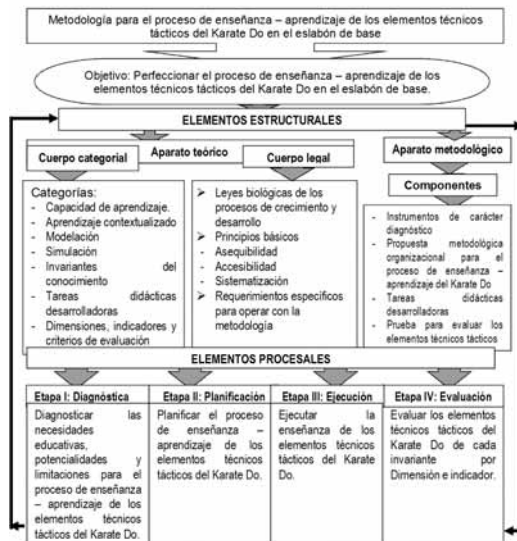 Metodología para el proceso de enseñanza – aprendizaje de los elementos técnicos
tácticos del Karate Do en el eslabón de base
Objetivo: Perfeccionar el proceso de enseñanza – aprendizaje de los
elementos técnicos tácticos del Karate Do en el eslabón de base.
ELEMENTOS ESTRUCTURALES
Aparato teórico
Cuerpo categorial
Categorías:
- Capacidad de aprendizaje.
- Aprendizaje contextualizado
- Modelación
- Simulación
- Invariantes del
conocimiento
- Tareas didácticas
desarrolladoras
- Dimensiones, indicadores y
criterios de evaluación
Cuerpo legal
➢ Leyes biológicas de los
procesos de crecimiento y
desarrollo
➢ Principios básicos
- Asequibilidad
- Accesibilidad
- Sistematización
➢ Requerimientos específicos
para operar con la
metodología
Aparato metodológico
Componentes
- Instrumentos de carácter
diagnóstico
- Propuesta metodológica
organizacional para el
proceso de enseñanza –
aprendizaje del Karate Do
- Tareas didácticas
desarrolladoras
- Prueba para evaluar los
elementos técnicos tácticos
ELEMENTOS PROCESALES
Etapa I: Diagnóstica
Diagnosticar las
necesidades
educativas,
potencialidades y
limitaciones para el
proceso de enseñanza
– aprendizaje de los
elementos técnicos
tácticos del Karate Do.
Etapa II: Planificación
Planificar el proceso
de enseñanza –
aprendizaje de los
elementos técnicos
tácticos del Karate Do.
Etapa III: Ejecución
Ejecutar la
enseñanza de los
elementos técnicos
tácticos del Karate
Do.
Etapa IV: Evaluación
Evaluar los elementos
técnicos tácticos del
Karate Do de cada
invariante por
Dimensión e indicador.